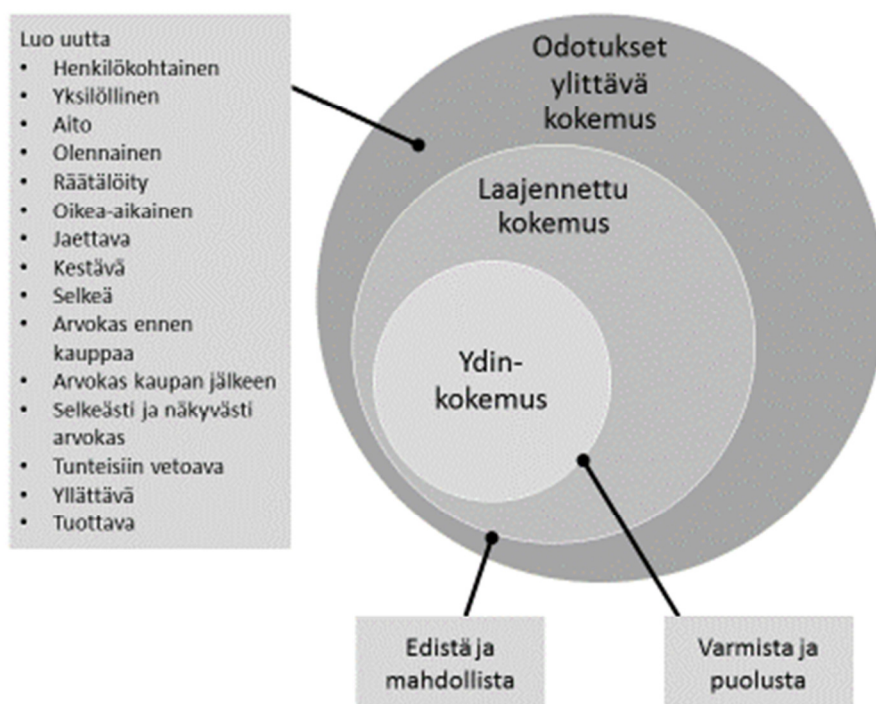 Luo uutta
• Henkilökohtainen
• Yksilöllinen
• Aito
• Olennainen
• Räätälöity
• Oikea-aikainen
• Jaettava
• Kestävä
• Selkeä
• Arvokas ennen
kauppaa
• Arvokas kaupan jälkeen
• Selkeästi ja näkyvästi
arvokas
• Tunteisiin vetoava
• Yllättävä
• Tuottava
Odotukset
ylittävä
kokemus
Laajennettu
kokemus
Ydin-
kokemus
Edistä ja
mahdollista
Varmista ja
puolusta